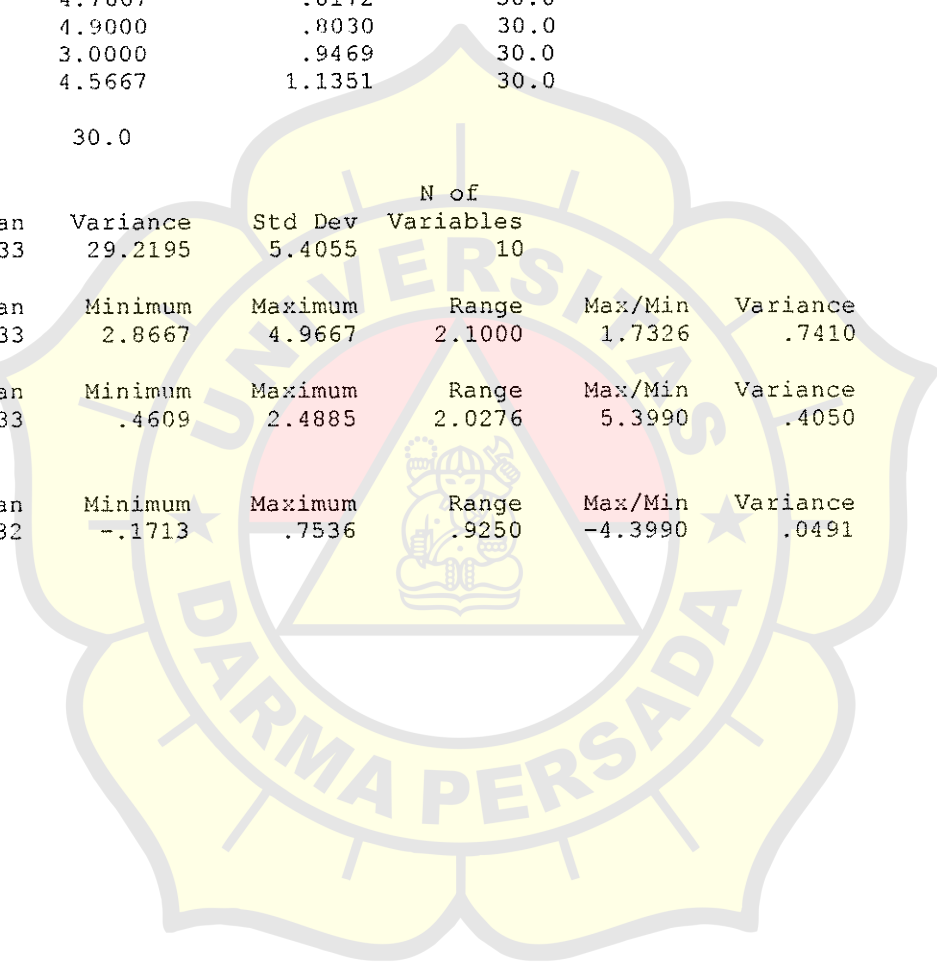 4.9000 .8030 30.0
3.0000 .9469 30.0
4.5667 1.1351 30.0
30.0
N of
an Variance Std Dev Variables
33 29.2195 5.4055 10
an Minimum Maximum Range Max/Min Variance
33 2.8667 4.9667 2.1000 1.7326 .7410
an Minimum Maximum Range Max/Min Variance
33 .4609 2.4885 2.0276 5.3990 .4050
an Minimum Maximum Range Max/Min Variance
32 -.1713 .7536 .9250 -4.3990 .0491
UNIVERSITAS
DARMA PERSADA